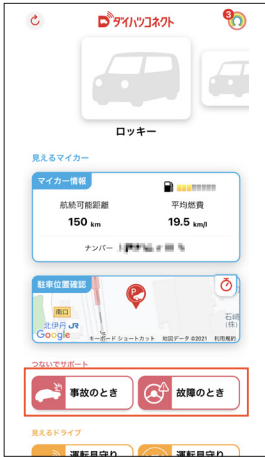 3
ダイハツコネクト
ロッキー
見えるマイカー
マイカー情報
航続可能距離
平均燃費
150 km
19.5 km/l
ナンバー
駐車位置確認
P
南口
北伊丹 JR
石崎
(株)
Google
キーボード ショートカット 地図データ ©2021 利用規約
つないでサポート
事故のとき
故障のとき
見えるドライブ
運転見守り
運転見守り